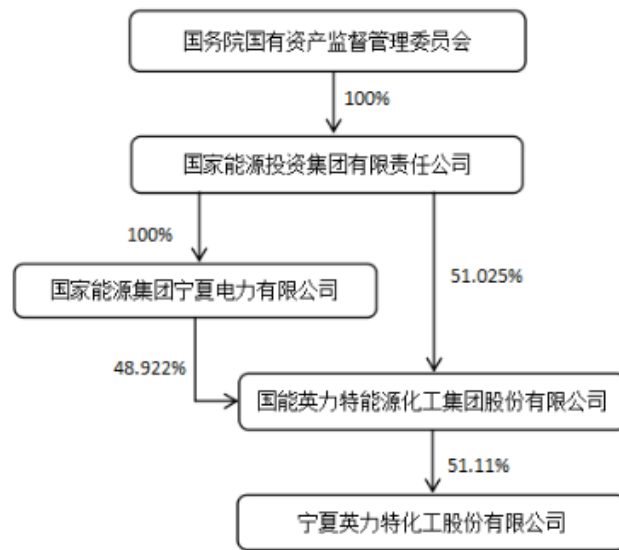 国务院国有资产监督管理委员会
100%
国家能源投资集团有限责任公司
100%
51.025%
国家能源集团宁夏电力有限公司
48.922%
国能英力特能源化工集团股份有限公司
51.11%
宁夏英力特化工股份有限公司